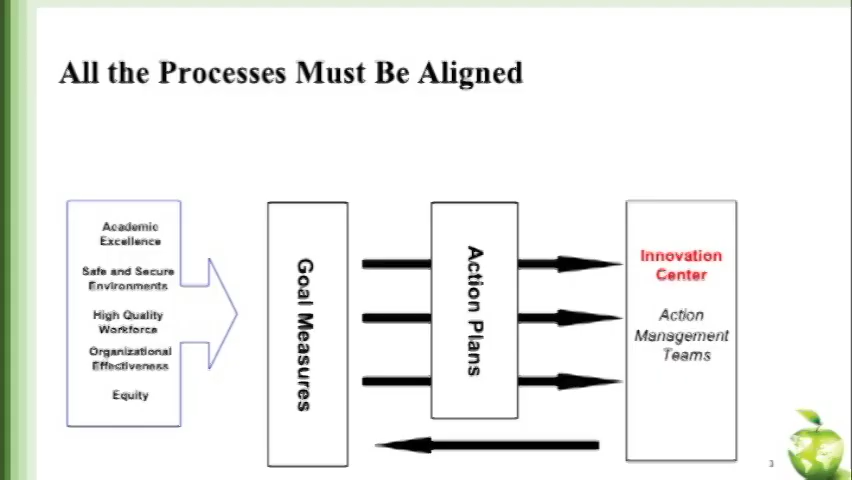 All the Processes Must Be Aligned
Academic
Excellence
Safe and Secure
Environments
High Quality
Workforce
Organizational
Effectiveness
Equity
Goal Measures
Action Plans
Innovation
Center
Action
Management
Teams
3